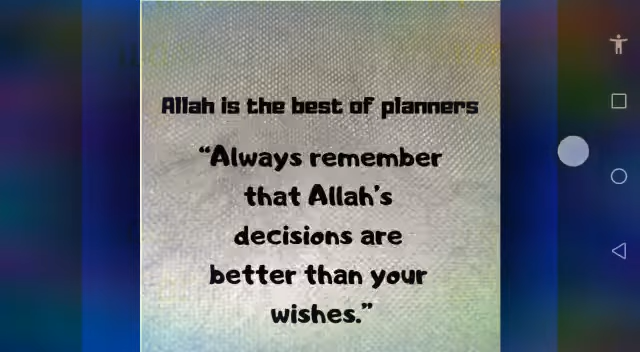 Allah is the best of planners
“Always remember
that Allah’s
decisions are
better than your
wishes.”